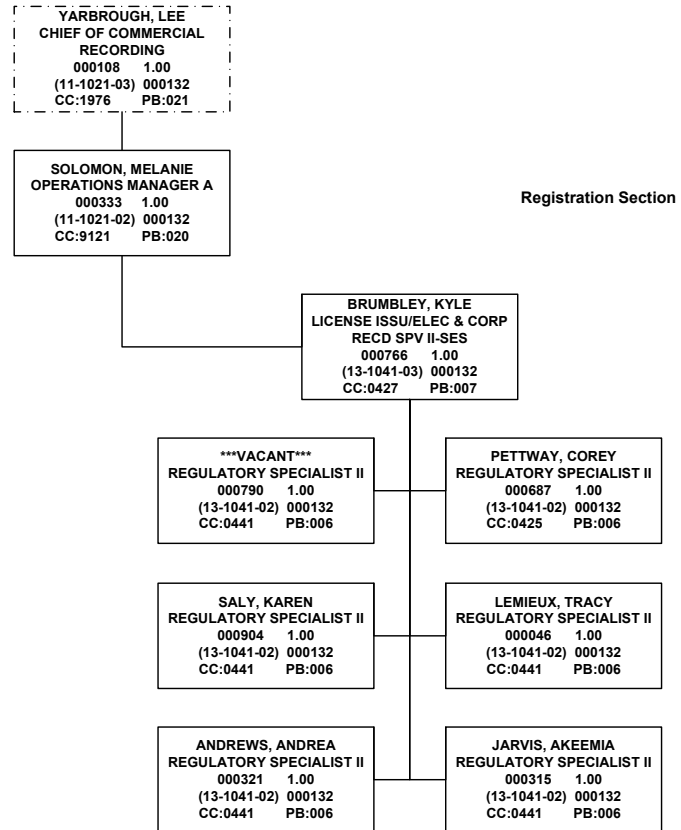 YARBROUGH, LEE
CHIEF OF COMMERCIAL
RECORDING
000108 1.00
(11-1021-03) 000132
CC:1976 PB:021
SOLOMON, MELANIE
OPERATIONS MANAGER A
000333 1.00
(11-1021-02) 000132
CC:9121 PB:020
Registration Section
BRUMBLEY, KYLE
LICENSE ISSU/ELEC & CORP
RECD SPV II-SES
000766 1.00
(13-1041-03) 000132
CC:0427 PB:007
***VACANT***
REGULATORY SPECIALIST II
000790 1.00
(13-1041-02) 000132
CC:0441 PB:006
PETTWAY, COREY
REGULATORY SPECIALIST II
000687 1.00
(13-1041-02) 000132
CC:0425 PB:006
SALY, KAREN
REGULATORY SPECIALIST II
000904 1.00
(13-1041-02) 000132
CC:0441 PB:006
LEMIEUX, TRACY
REGULATORY SPECIALIST II
000046 1.00
(13-1041-02) 000132
CC:0441 PB:006
ANDREWS, ANDREA
REGULATORY SPECIALIST II
000321 1.00
(13-1041-02) 000132
CC:0441 PB:006
JARVIS, AKEEMIA
REGULATORY SPECIALIST II
000315 1.00
(13-1041-02) 000132
CC:0441 PB:006